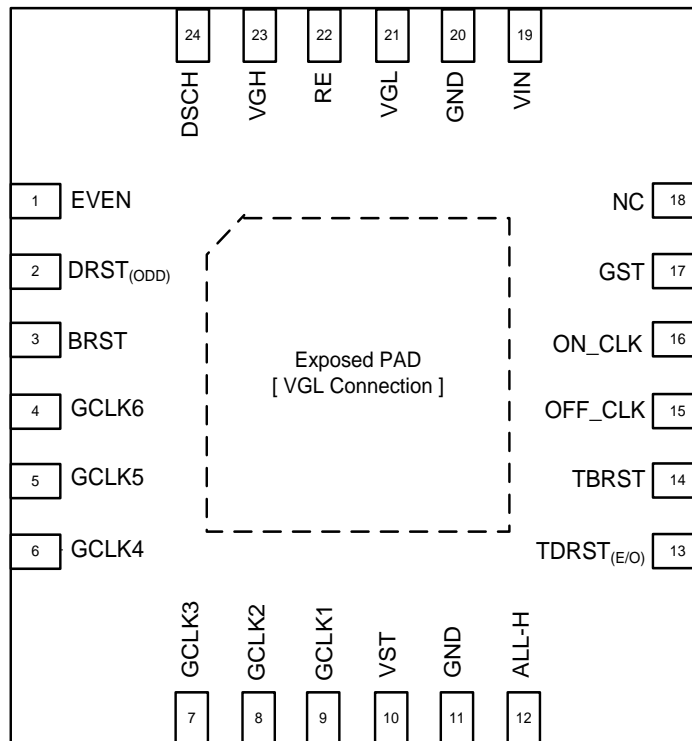 24 23 22 21 20 19
DSCH VGH RE VGL GND VIN
1 EVEN
2 DRST(ODD)
3 BRST
4 GCLK6
5 GCLK5
6 GCLK4
Exposed PAD
[ VGL Connection ]
NC 18
GST 17
ON_CLK 16
OFF_CLK 15
TBRST 14
TDRST(E/O) 13
GCLK3 GCLK2 GCLK1 VST GND ALL-H
7 8 9 10 11 12